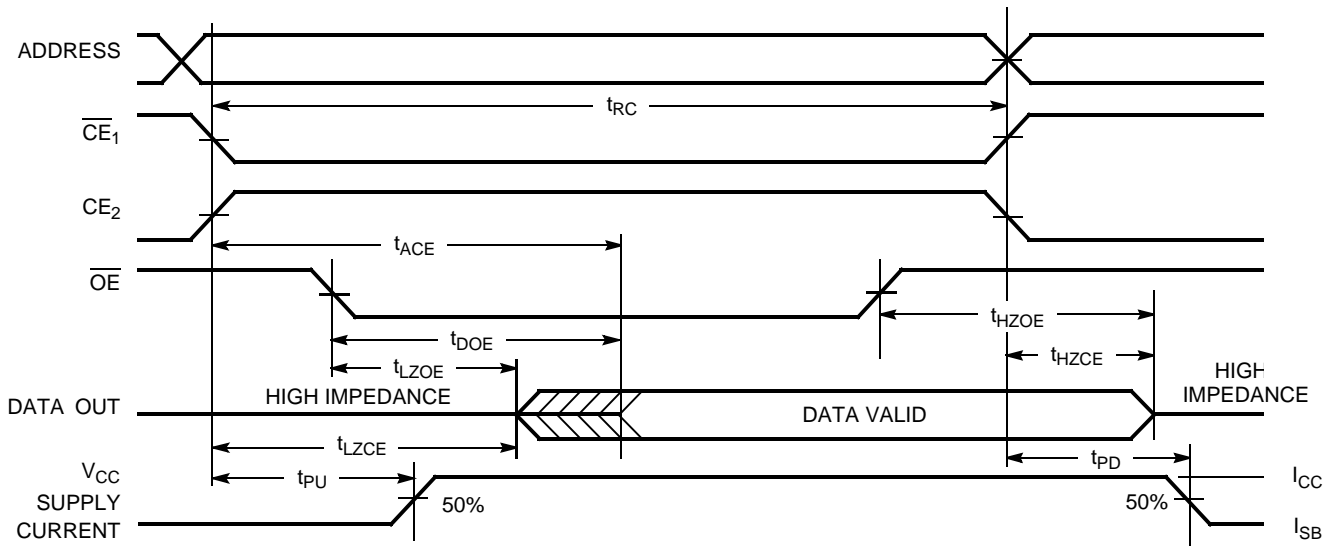 ADDRESS
tRC
CE1
CE2
tACE
OE
tHZOE
tDOE
tHZCE
tLZOE
HIGH IMPEDANCE
HIGH
IMPEDANCE
DATA OUT
DATA VALID
tLZCE
VCC
SUPPLY
CURRENT
tPU
50%
tPD
50%
ICC
ISB